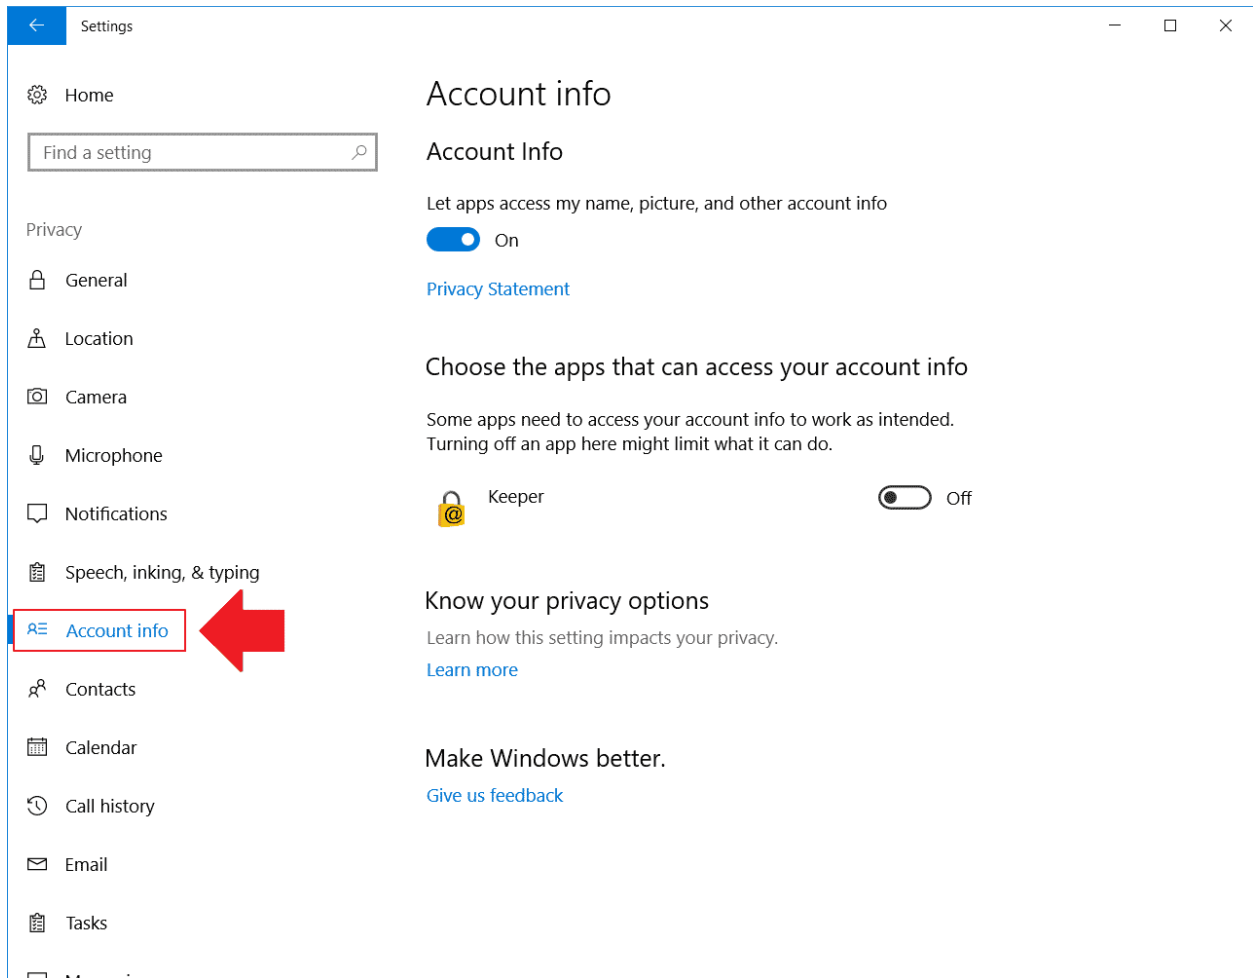 Settings
Home
Find a setting
Privacy
General
Location
Camera
Microphone
Notifications
Speech, inking, & typing
Account info
Contacts
Calendar
Call history
Email
Tasks
Account info
Account Info
Let apps access my name, picture, and other account info
On
Privacy Statement
Choose the apps that can access your account info
Some apps need to access your account info to work as intended.
Turning off an app here might limit what it can do.
@
Keeper
Off
Know your privacy options
Learn how this setting impacts your privacy.
Learn more
Make Windows better.
Give us feedback